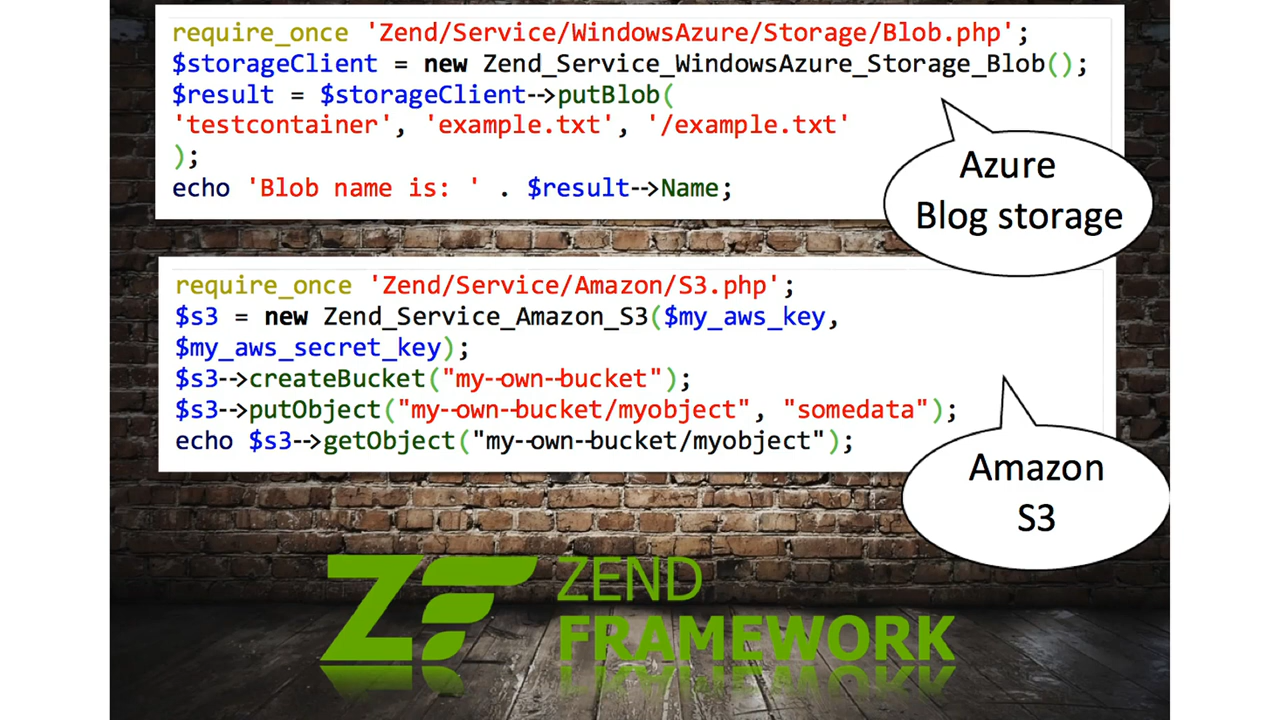 require_once 'Zend/Service/WindowsAzure/Storage/Blob.php';
$storageClient = new Zend_Service_WindowsAzure_Storage_Blob();
$result = $storageClient-->putBlob(
'testcontainer', 'example.txt', '/example.txt'
);
echo 'Blob name is: ' . $result-->Name;
Azure
Blog storage
require_once 'Zend/Service/Amazon/S3.php';
$s3 = new Zend_Service_Amazon_S3($my_aws_key,
$my_aws_secret_key);
$s3-->createBucket("my--own--bucket");
$s3-->putObject("my--own--bucket/myobject", "somedata");
echo $s3-->getObject("my--own--bucket/myobject");
Amazon
S3
ZF
ZEND
FRAMEWORK